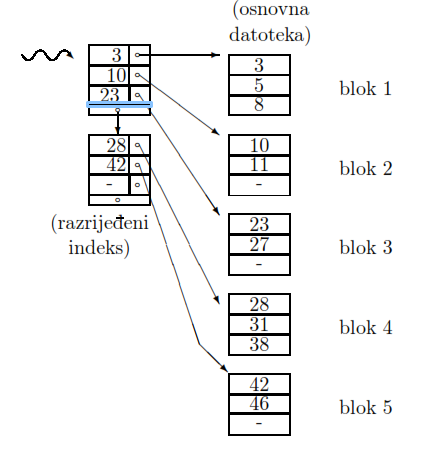 (osnovna
datoteka)
3
10
23
28
42
-
(razrijeđeni
indeks)
3
5
8
blok 1
10
11
-
blok 2
23
27
-
blok 3
28
31
38
blok 4
42
46
-
blok 5